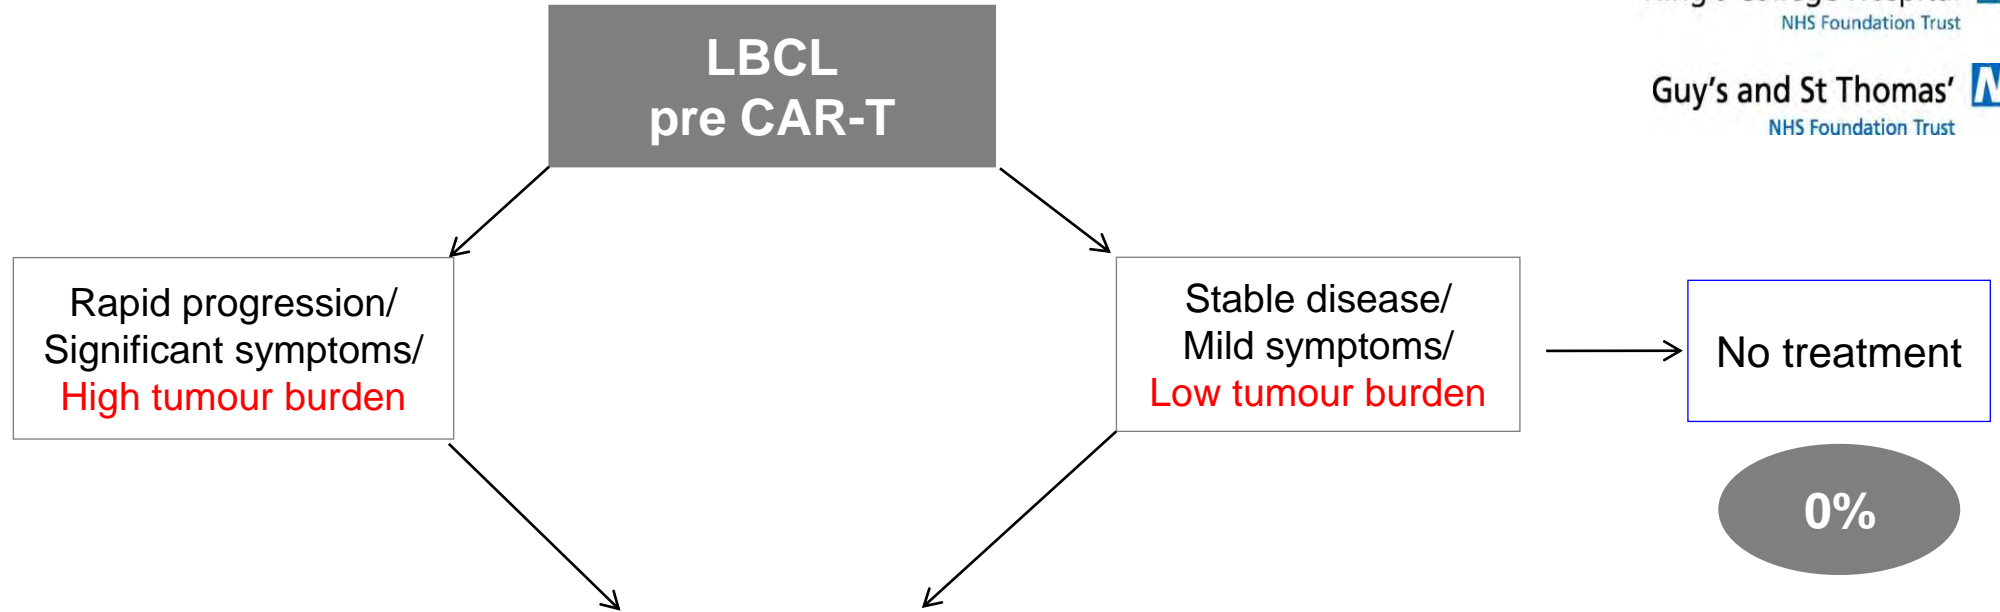 NHS Foundation Trust
LBCL
pre CAR-T
Guy's and St Thomas'
NHS Foundation Trust
Rapid progression/
Significant symptoms/
High tumour burden
Stable disease/
Mild symptoms/
Low tumour burden
No treatment
0%